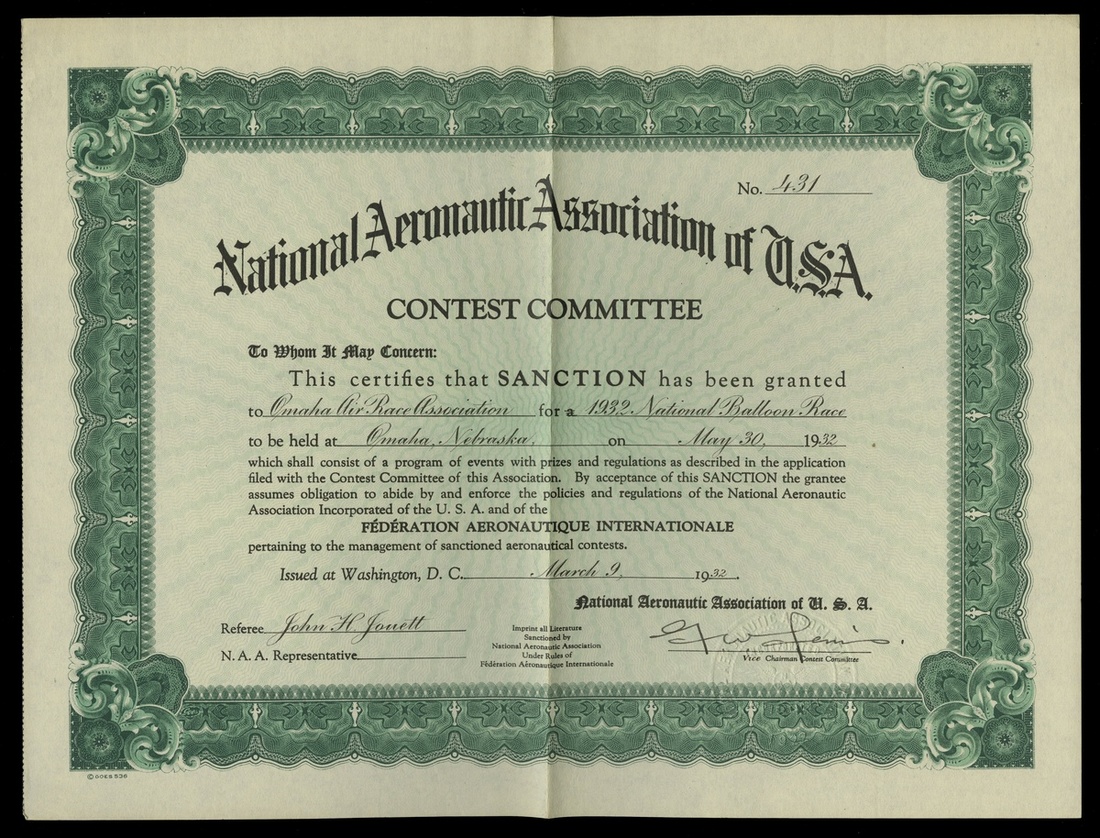 No. 431
National Aeronautic Association of U.S.A.
CONTEST COMMITTEE
To Whom It May Concern:
This certifies that SANCTION has been granted
to Omaha Air Race Association for a 1932 National Balloon Race
to be held at Omaha, Nebraska, on May 30, 1932
which shall consist of a program of events with prizes and regulations as described in the application
filed with the Contest Committee of this Association. By acceptance of this SANCTION the grantee
assumes obligation to abide by and enforce the policies and regulations of the National Aeronautic
Association Incorporated of the U. S. A. and of the
FÉDÉRATION AERONAUTIQUE INTERNATIONALE
pertaining to the management of sanctioned aeronautical contests.
Issued at Washington, D. C. March 9, 1932.
National Aeronautic Association of U. S. A.
Referee John H Jouett
N. A. A. Representative
Imprint all Literature
Sanctioned by
National Aeronautic Association
Under Rules of
Fédération Aéronautique Internationale
Vice Chairman Contest Committee
© GOES 536